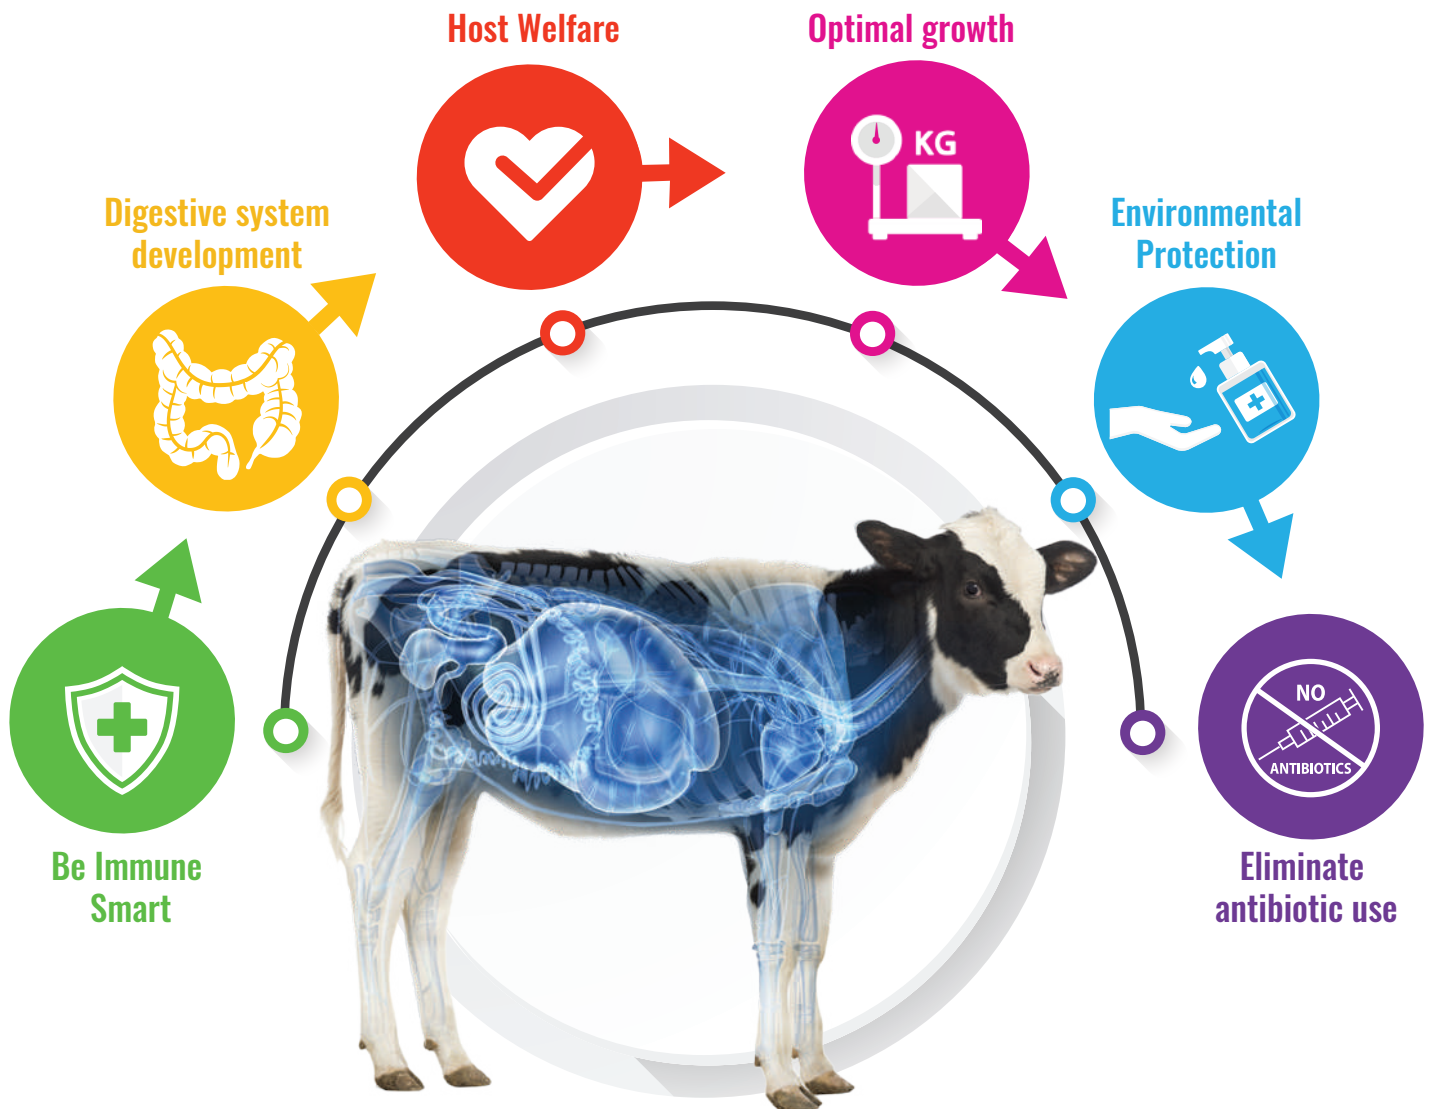 Host Welfare
Optimal growth
KG
Digestive system
development
Environmental
Protection
NO
ANTIBIOTICS
Be Immune
Smart
Eliminate
antibiotic use